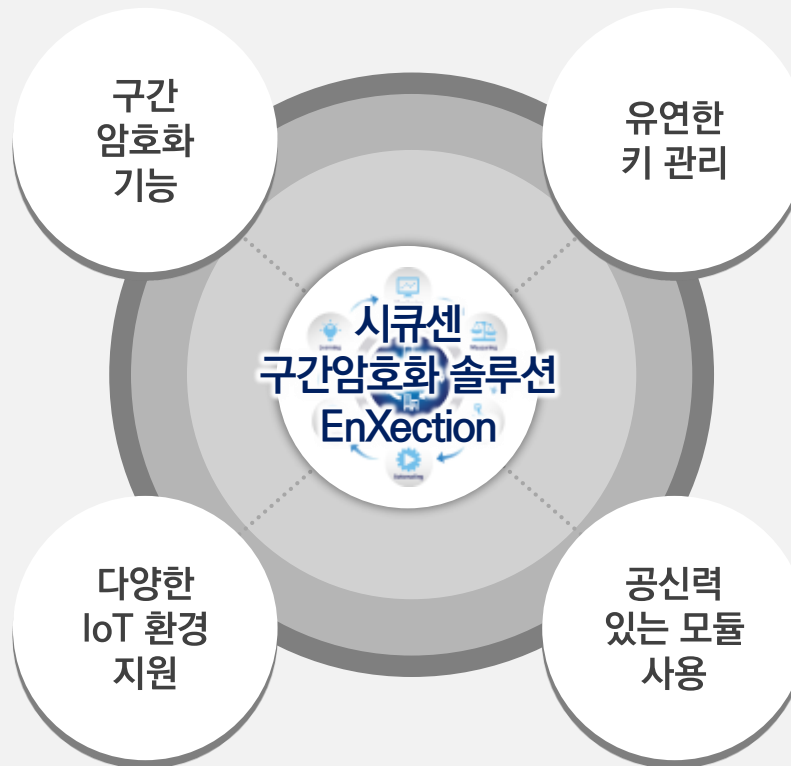 구간
암호화
기능
유연한
키 관리
시큐센
구간암호화 솔루션
EnXection
다양한
IoT 환경
지원
공신력
있는 모듈
사용